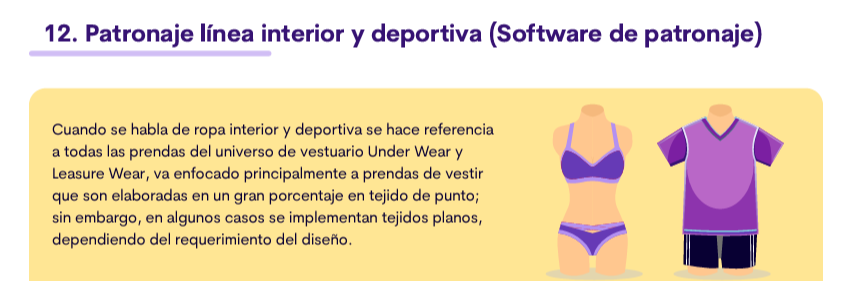 12. Patronaje línea interior y deportiva (Software de patronaje)
Cuando se habla de ropa interior y deportiva se hace referencia
a todas las prendas del universo de vestuario Under Wear y
Leasure Wear, va enfocado principalmente a prendas de vestir
que son elaboradas en un gran porcentaje en tejido de punto;
sin embargo, en algunos casos se implementan tejidos planos,
dependiendo del requerimiento del diseño.